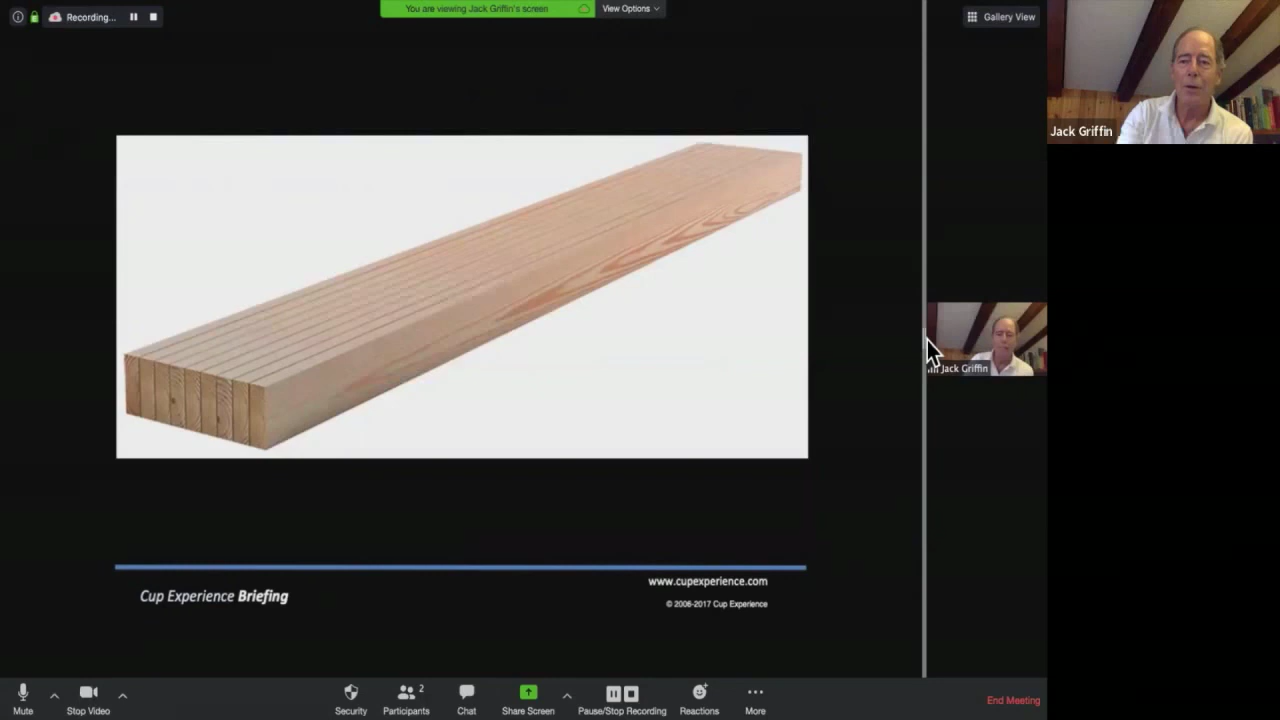 Recording...
You are viewing Jack Griffin's screen
View Options
Gallery View
Jack Griffin
Jack Griffin
www.cupexperience.com
Cup Experience Briefing
© 2006-2017 Cup Experience
Mute
Stop Video
Security
Participants
2
Chat
Share Screen
Pause/Stop Recording
Reactions
More
End Meeting